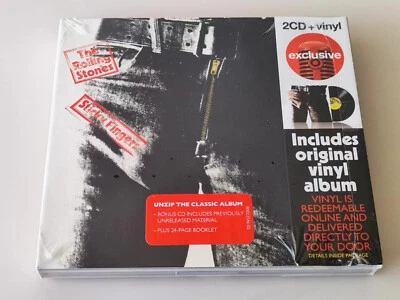 The
Rolling
Stones
Sticky Fingers
2CD + vinyl
exclusive
Includes
original
vinyl
album
VINYL IS
REDEEMABLE
ONLINE AND
DELIVERED
DIRECTLY TO
YOUR DOOR
DETAILS INSIDE PACKAGE
UNZIP THE CLASSIC ALBUM
- BONUS CD INCLUDES PREVIOUSLY
UNRELEASED MATERIAL
- PLUS 24-PAGE BOOKLET